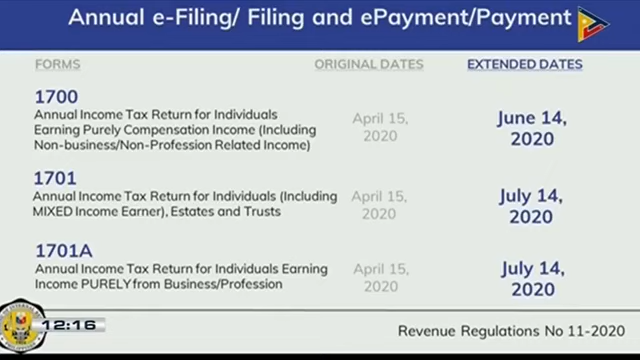 Annual e-Filing/ Filing and ePayment/Payment
FORMS ORIGINAL DATES EXTENDED DATES
1700
Annual Income Tax Return for Individuals
Earning Purely Compensation Income (Including
Non-business/Non-Profession Related Income)
April 15,
2020
June 14,
2020
1701
Annual Income Tax Return for Individuals (Including
MIXED Income Earner), Estates and Trusts
April 15,
2020
July 14,
2020
1701A
Annual Income Tax Return for Individuals Earning
Income PURELY from Business/Profession
April 15,
2020
July 14,
2020
12:16
Revenue Regulations No 11-2020